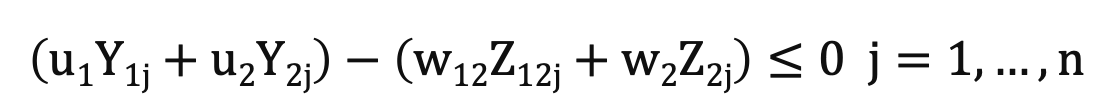 (u₁Y₁ⱼ + u₂Y₂ⱼ) − (w₁₂Z₁₂ⱼ + w₂Z₂ⱼ) ≤ 0 j = 1, … , n